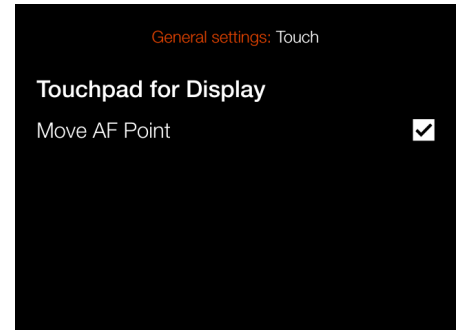 General settings: Touch
Touchpad for Display
Move AF Point